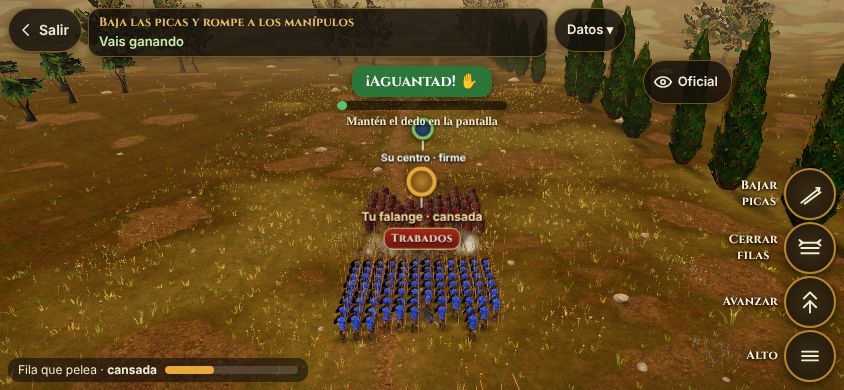 Salir
Baja las picas y rompe a los manípulos
Vais ganando
Datos ▾
Oficial
¡Aguantad! ✋
Mantén el dedo en la pantalla
Su centro · firme
Tu falange · cansada
Trabados
Bajar
picas
Cerrar
filas
Avanzar
Alto
Fila que pelea · cansada